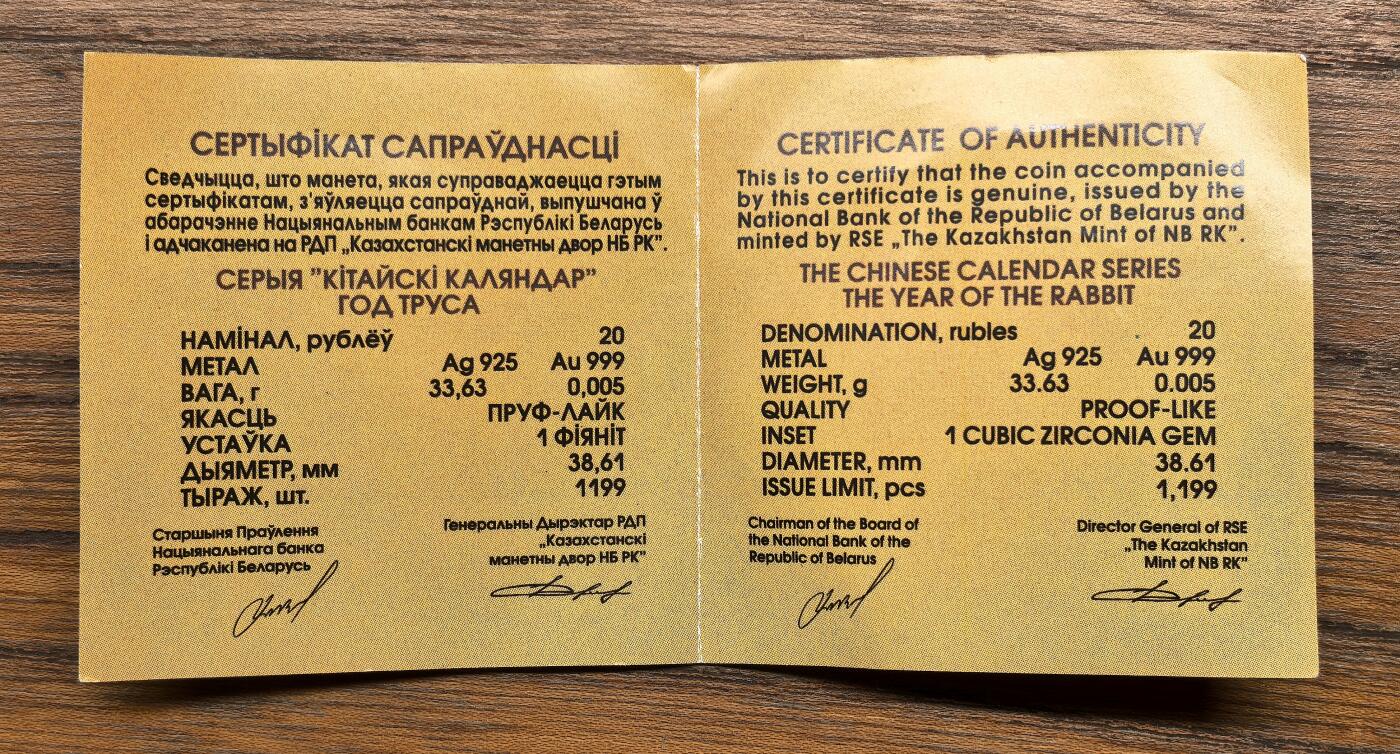 СЕРТЫФІКАТ САПРАЎДНАСЦІ
Сведчыцца, што манета, якая суправаджаецца гэтым
сертыфікатам, з'яўляецца сапраўднай, выпушчана ў
абарачэнне Нацыянальным банкам Рэспублікі Беларусь
і адчаканена на РДП „Казахстанскі манетны двор НБ РК”.
СЕРЫЯ ”КІТАЙСКІ КАЛЯНДАР”
ГОД ТРУСА
НАМІНАЛ, рублёў 20
МЕТАЛ Ag 925 Au 999
ВАГА, г 33,63 0,005
ЯКАСЦЬ ПРУФ-ЛАЙК
УСТАЎКА 1 ФІЯНІТ
ДЫЯМЕТР, мм 38,61
ТЫРАЖ, шт. 1199
Старшыня Праўлення
Нацыянальнага банка
Рэспублікі Беларусь
Генеральны Дырэктар РДП
„Казахстанскі
манетны двор НБ РК”
CERTIFICATE OF AUTHENTICITY
This is to certify that the coin accompanied
by this certificate is genuine, issued by the
National Bank of the Republic of Belarus and
minted by RSE „The Kazakhstan Mint of NB RK”.
THE CHINESE CALENDAR SERIES
THE YEAR OF THE RABBIT
DENOMINATION, rubles 20
METAL Ag 925 Au 999
WEIGHT, g 33.63 0.005
QUALITY PROOF-LIKE
INSET 1 CUBIC ZIRCONIA GEM
DIAMETER, mm 38.61
ISSUE LIMIT, pcs 1,199
Chairman of the Board of
the National Bank of the
Republic of Belarus
Director General of RSE
„The Kazakhstan
Mint of NB RK”